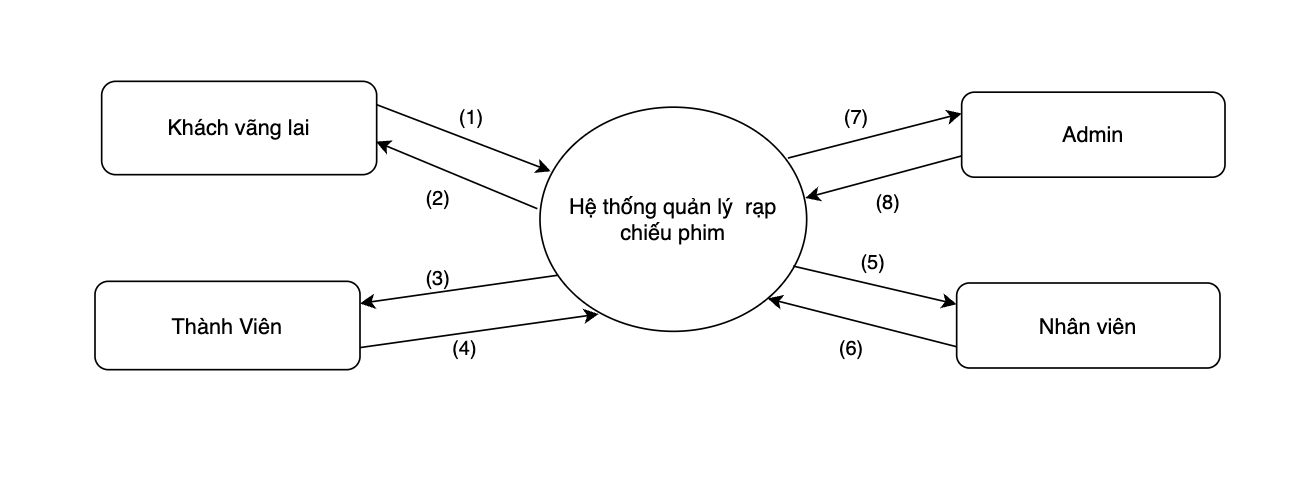 Khách vãng lai
(1)
(2)
(7)
Admin
(8)
Hệ thống quản lý rạp
chiếu phim
(3)
Thành Viên
(4)
(5)
Nhân viên
(6)